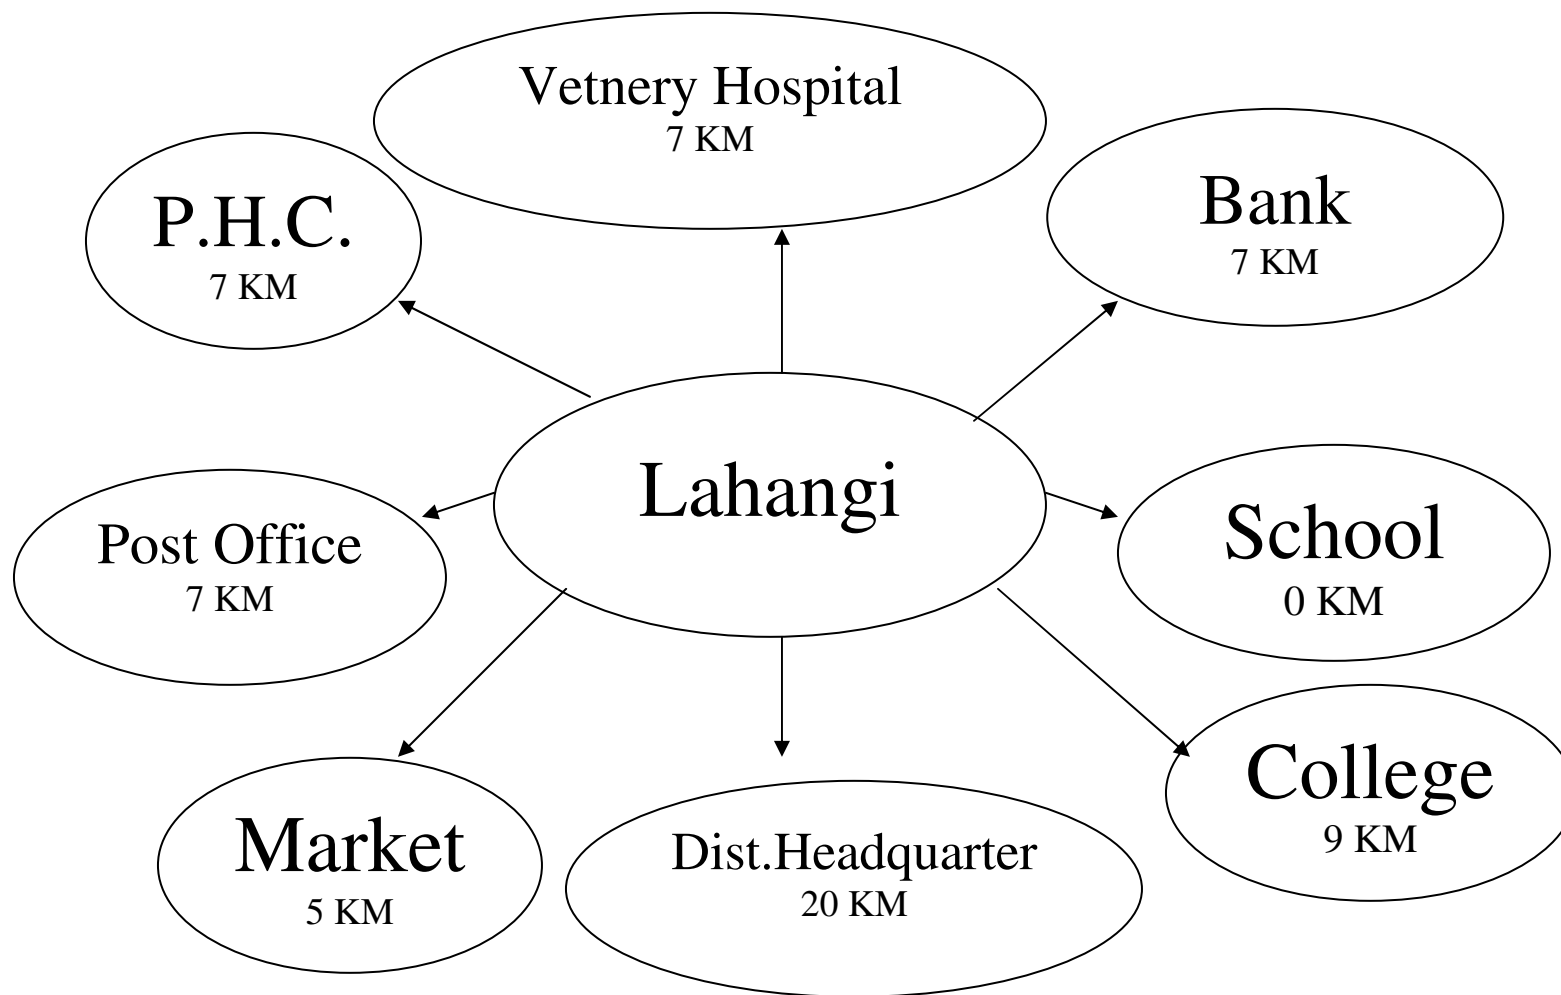 Vetnery Hospital
7 KM
P.H.C.
7 KM
Bank
7 KM
Lahangi
Post Office
7 KM
School
0 KM
College
9 KM
Market
5 KM
Dist.Headquarter
20 KM